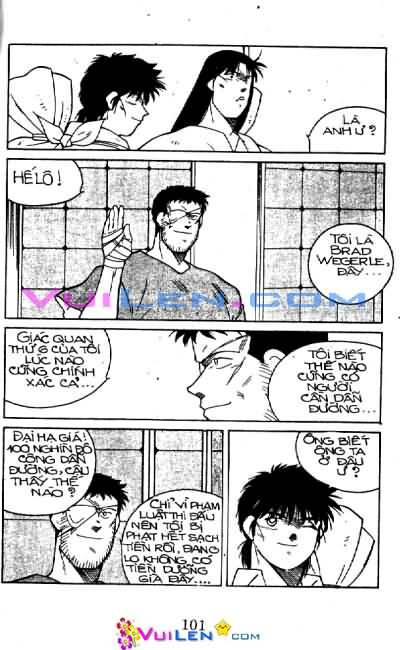 LÀ
ANH Ư?
HẾLÔ!
TÔI LÀ
BRAD
WEGERLE,
ĐÂY...
VUILEN.COM
GIÁC QUAN
THỨ 6 CỦA TÔI
LÚC NÀO
CŨNG CHÍNH
XÁC CẢ...
TÔI BIẾT
THẾ NÀO
CŨNG CÓ
NGƯỜI
CẦN DẪN
ĐƯỜNG...
ĐẠI HẠ GIÁ!
100 NGHÌN ĐÔ
CÔNG DẪN
ĐƯỜNG, CẬU
THẤY THẾ
NÀO?
CHỈ VÌ PHẠM
LUẬT THI ĐẤU
NÊN TÔI BỊ
PHẠT HẾT SẠCH
TIỀN RỒI, ĐANG
LO KHÔNG CÓ
TIỀN DƯỠNG
GIÀ ĐÂY....
ÔNG BIẾT
ÔNG TA
Ở ĐÂU
Ư?
101
VUILEN.COM